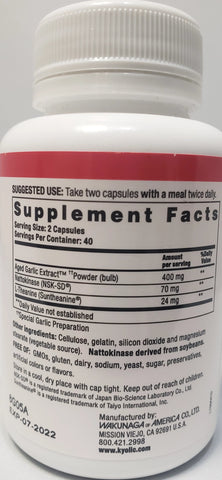 SUGGESTED USE: Take two capsules with a meal twice daily.
Supplement Facts
Serving Size: 2 Capsules
Servings Per Container: 40
Amount per serving
%Daily Value
Aged Garlic Extract™ ††Powder (bulb) 400 mg **
Nattokinase (NSK-SD®) 70 mg **
L-Theanine (Suntheanine®) 24 mg **
**Daily Value not established
††Special Garlic Preparation
Other Ingredients: Cellulose, gelatin, silicon dioxide and magnesium
stearate (vegetable source). Nattokinase derived from soybeans.
FREE OF: GMOs, gluten, dairy, sodium, yeast, sugar, preservatives,
artificial colors or flavors.
Store in a cool, dry place with cap tight. Keep out of reach of children.
NSK-SD® is a registered trademark of Japan Bio-Science Laboratory Co., Ltd.
® is a registered trademark of Taiyo International, Inc.
Manufactured by:
WAKUNAGA OF AMERICA CO., LTD.
MISSION VIEJO, CA 92691 U.S.A.
800.421.2998
www.kyolic.com
EXP-07-2022